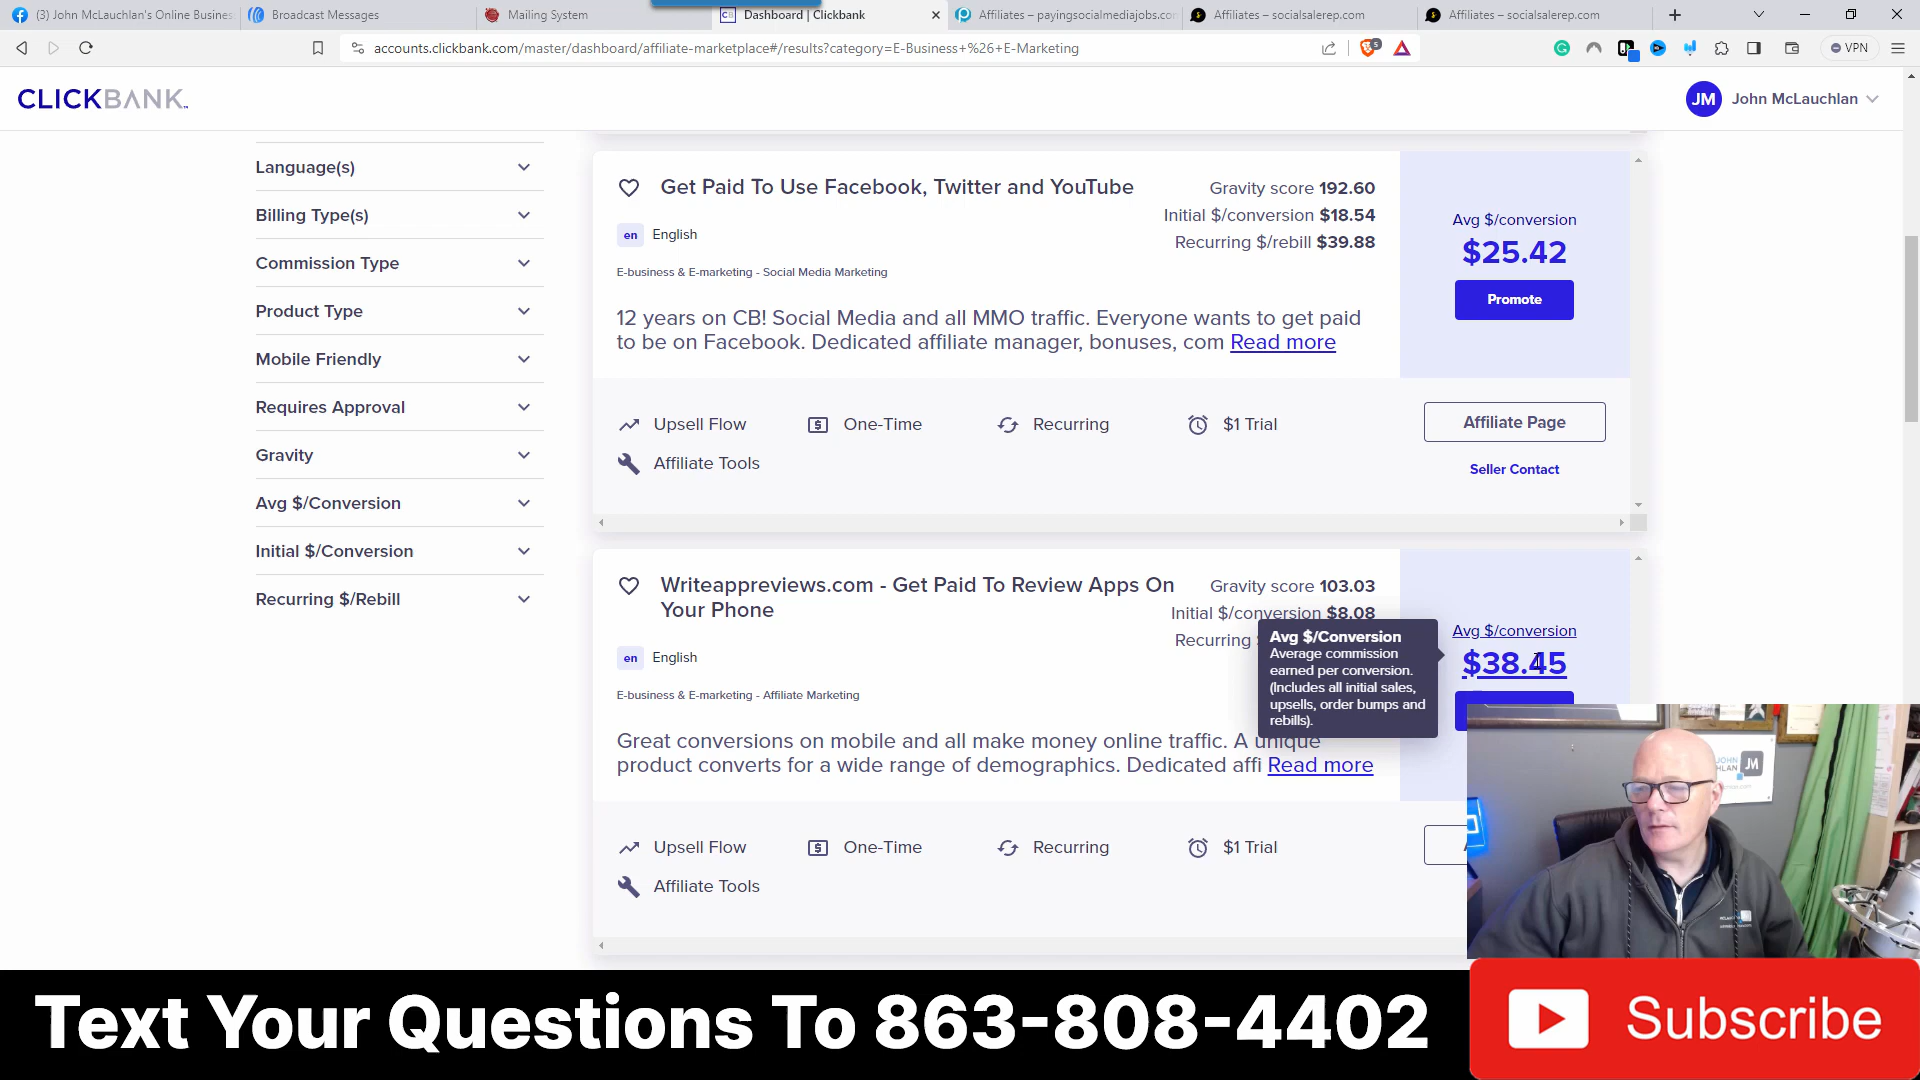 (3) John McLauchlan's Online Busines
Broadcast Messages
Mailing System
Dashboard | Clickbank
Affiliates – payingsocialmediajobs.co
Affiliates – socialsalerep.com
Affiliates – socialsalerep.com
accounts.clickbank.com/master/dashboard/affiliate-marketplace#/results?category=E-Business+%26+E-Marketing
5
VPN
CLICKBANK
JM
John McLauchlan
Language(s)
Billing Type(s)
Commission Type
Product Type
Mobile Friendly
Requires Approval
Gravity
Avg $/Conversion
Initial $/Conversion
Recurring $/Rebill
Get Paid To Use Facebook, Twitter and YouTube
Gravity score 192.60
Initial $/conversion $18.54
Recurring $/rebill $39.88
en English
E-business & E-marketing - Social Media Marketing
12 years on CB! Social Media and all MMO traffic. Everyone wants to get paid
to be on Facebook. Dedicated affiliate manager, bonuses, com Read more
Avg $/conversion
$25.42
Promote
Upsell Flow
One-Time
Recurring
$1 Trial
Affiliate Tools
Affiliate Page
Seller Contact
Writeappreviews.com - Get Paid To Review Apps On
Your Phone
Gravity score 103.03
Initial $/conversion $8.08
Recurring
en English
E-business & E-marketing - Affiliate Marketing
Great conversions on mobile and all make money online traffic. A unique
product converts for a wide range of demographics. Dedicated affi Read more
Avg $/Conversion
Average commission
earned per conversion.
(Includes all initial sales,
upsells, order bumps and
rebills).
Avg $/conversion
$38.45
Upsell Flow
One-Time
Recurring
$1 Trial
Affiliate Tools
JM
Text Your Questions To 863-808-4402
Subscribe